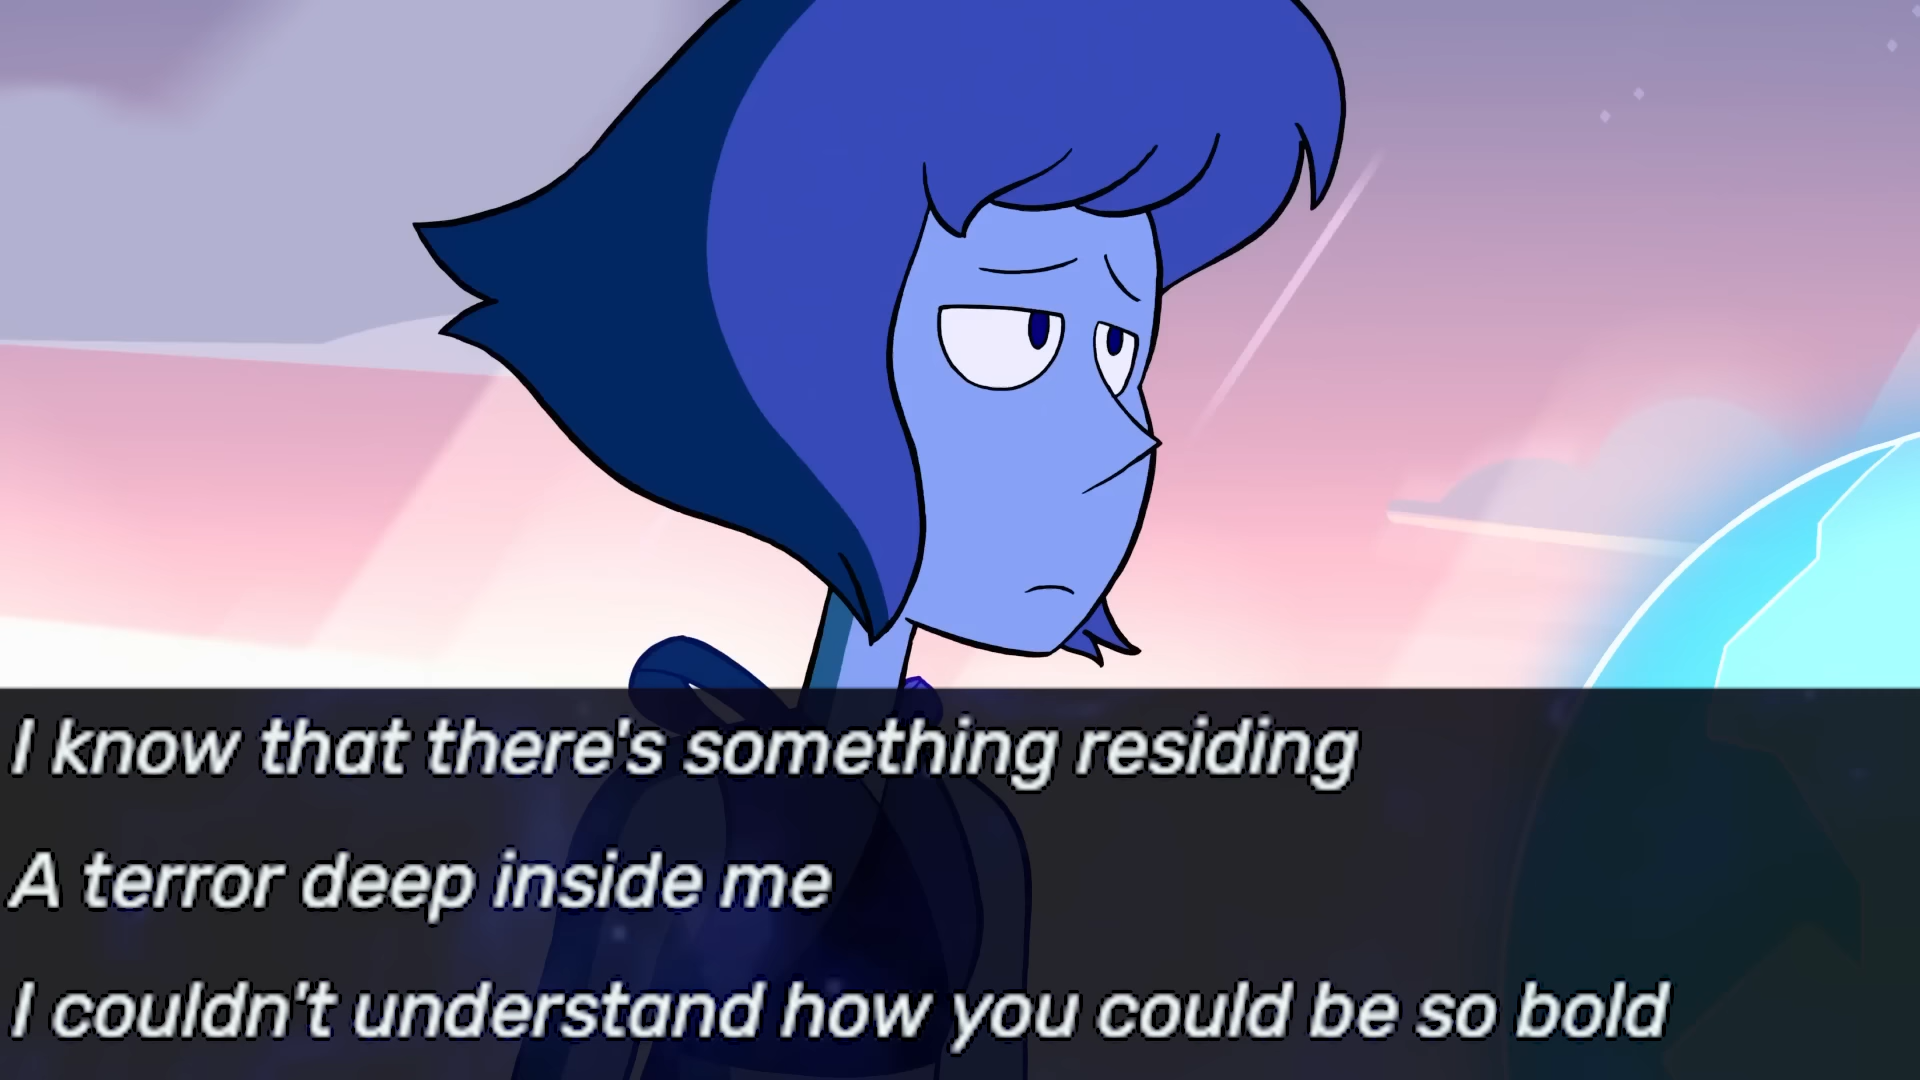 I know that there's something residing
A terror deep inside me
I couldn't understand how you could be so bold